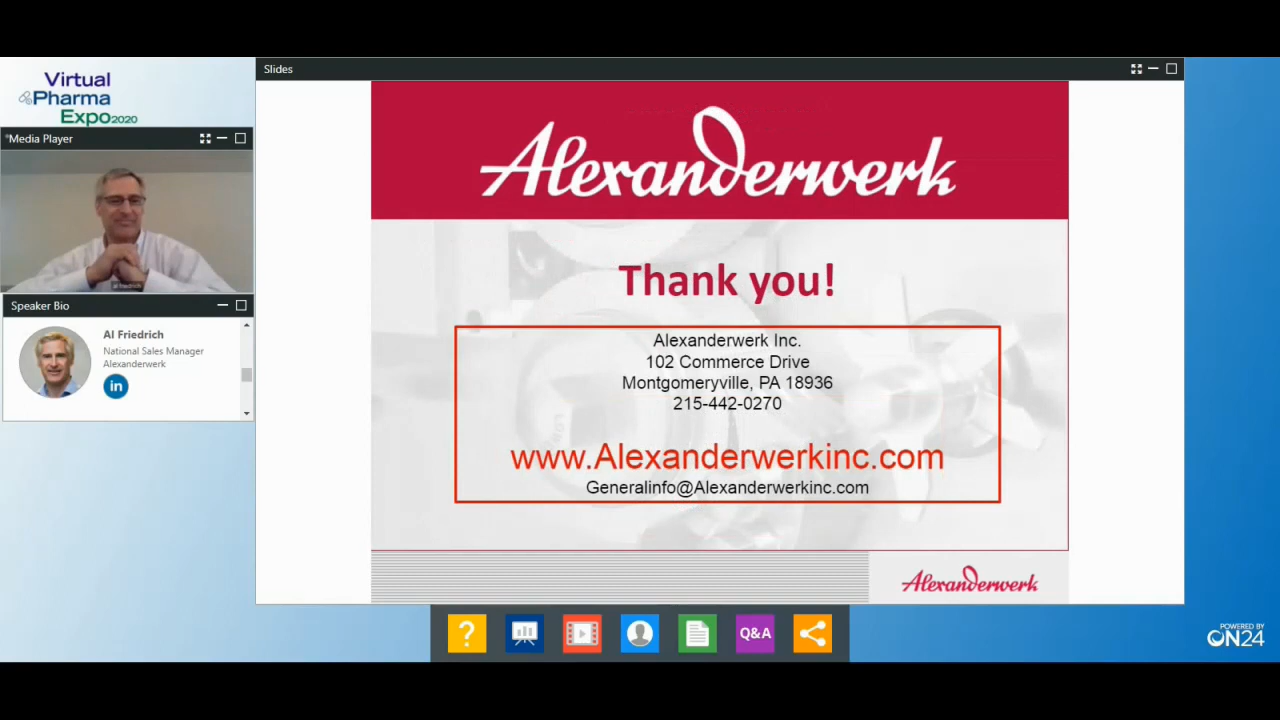 Virtual
Pharma
Expo2020
*Media Player
al friedrich
Speaker Bio
Al Friedrich
National Sales Manager
Alexanderwerk
in
Slides
Alexanderwerk
Thank you!
Alexanderwerk Inc.
102 Commerce Drive
Montgomeryville, PA 18936
215-442-0270
www.Alexanderwerkinc.com
Generalinfo@Alexanderwerkinc.com
Alexanderwerk
?
Q&A
POWERED BY
ON24